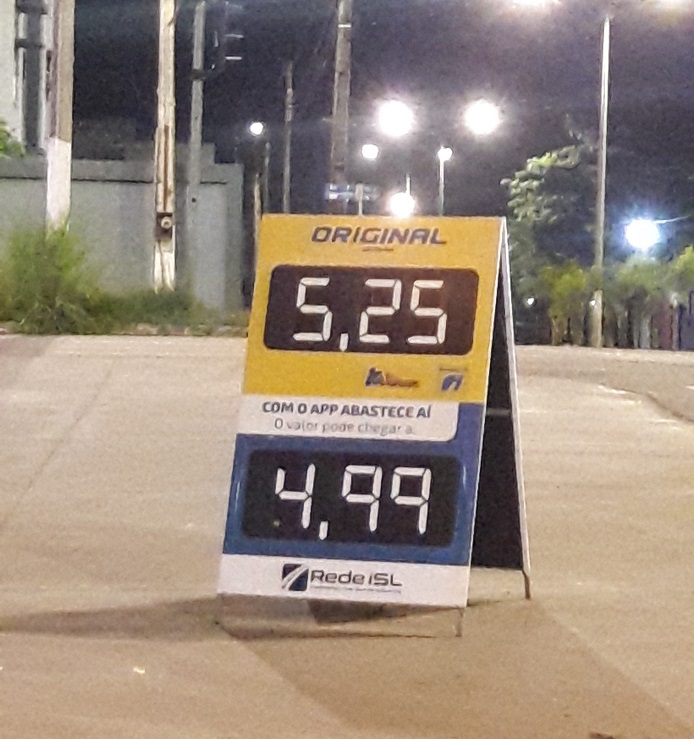 ORIGINAL
5,25
COM O APP ABASTECE AÍ
O valor pode chegar a:
4,99
Rede iSL